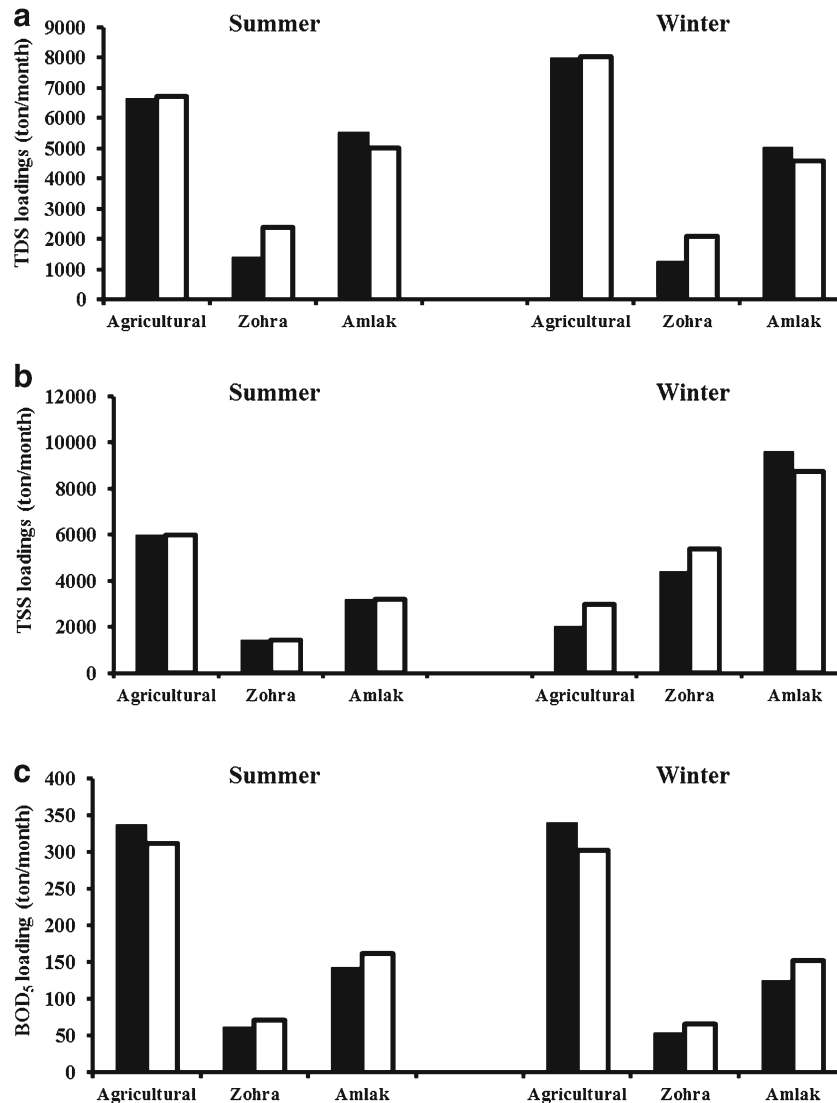 a
Summer
Winter
TDS loadings (ton/month)
9000
8000
7000
6000
5000
4000
3000
2000
1000
0
Agricultural Zohra Amlak Agricultural Zohra Amlak
b
Summer
Winter
TSS loadings (ton/month)
12000
10000
8000
6000
4000
2000
0
Agricultural Zohra Amlak Agricultural Zohra Amlak
c
Summer
Winter
BOD5 loading (ton/month)
400
350
300
250
200
150
100
50
0
Agricultural Zohra Amlak Agricultural Zohra Amlak